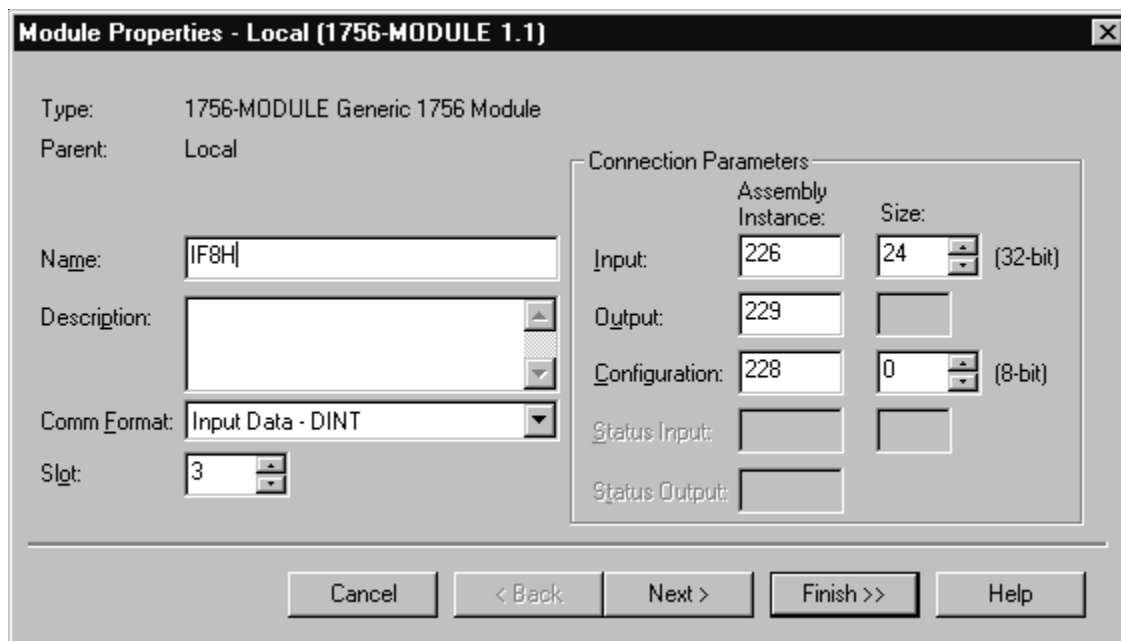 Module Properties - Local (1756-MODULE 1.1)
Type: 1756-MODULE Generic 1756 Module
Parent: Local
Name: IF8H
Description:
Comm Format: Input Data - DINT
Slot: 3
Connection Parameters
Assembly Instance: Size:
Input: 226 24 (32-bit)
Output: 229
Configuration: 228 0 (8-bit)
Status Input:
Status Output:
Cancel < Back Next > Finish >> Help